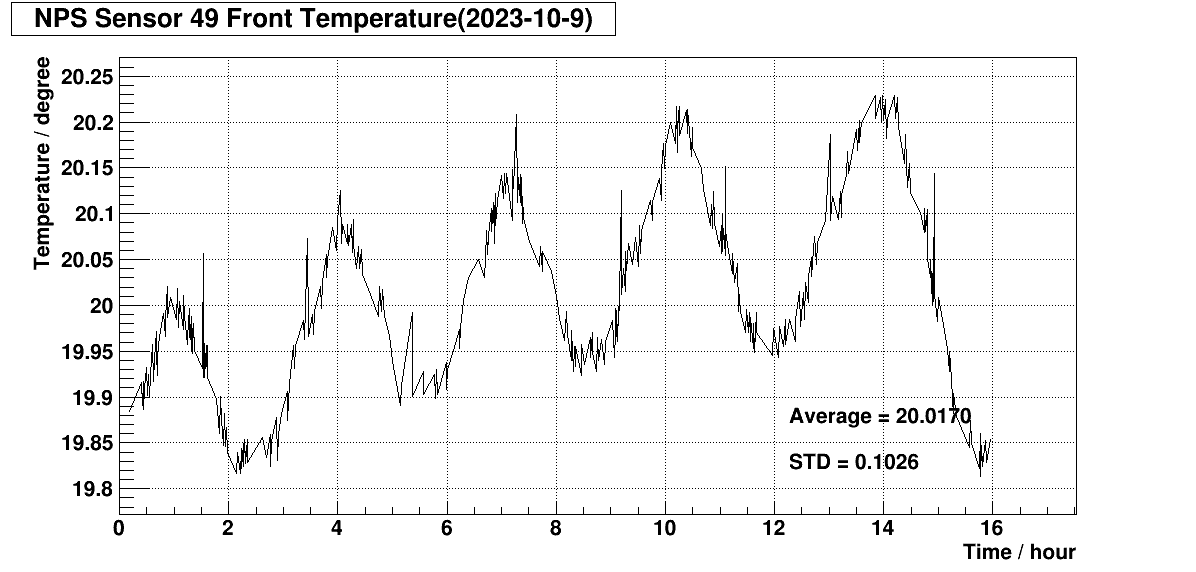 NPS Sensor 49 Front Temperature(2023-10-9)
Temperature / degree
20.25
20.2
20.15
20.1
20.05
20
19.95
19.9
19.85
19.8
Average = 20.0170
STD = 0.1026
0 2 4 6 8 10 12 14 16
Time / hour